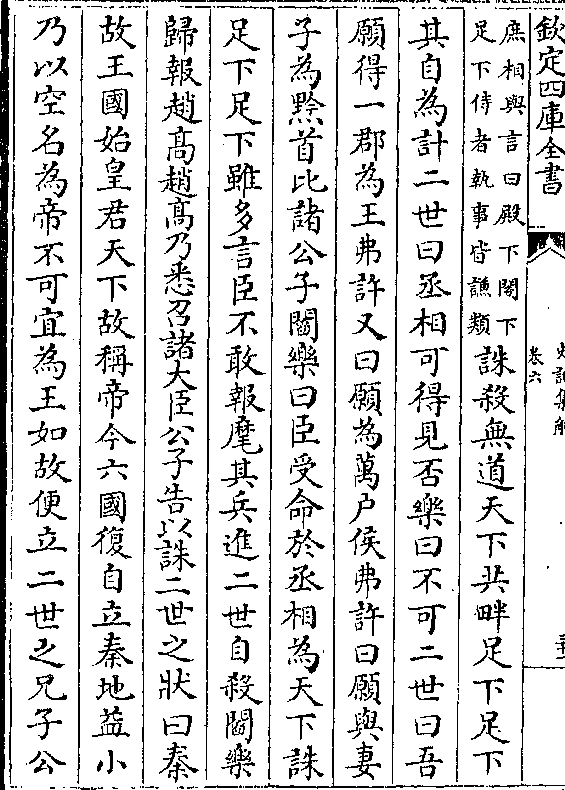 欽定四庫全書
史記集解
卷六
庶相與言曰殿下閣下
足下侍者執事皆謙類
誅殺無道天下共畔足下足下
其自為計二世曰丞相可得見否樂曰不可二世曰吾
願得一郡為王弗許又曰願為萬户侯弗許曰願與妻
子為黔首比諸公子閻樂曰臣受命於丞相為天下誅
足下足下雖多言臣不敢報麾其兵進二世自殺閻樂
歸報趙髙趙髙乃悉召諸大臣公子告以誅二世之狀曰秦
故王國始皇君天下故稱帝今六國復自立秦地益小
乃以空名為帝不可宜為王如故便立二世之兄子公